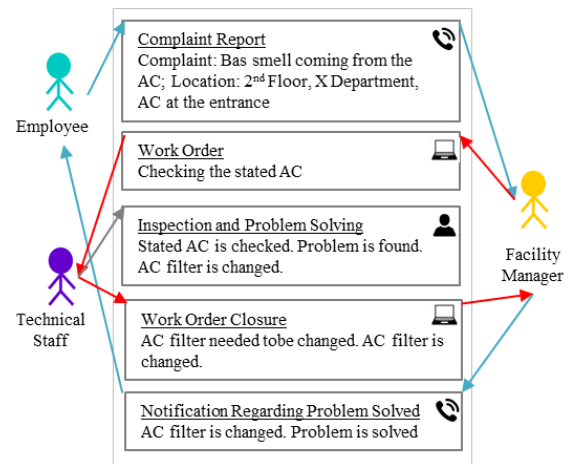 Complaint Report
Complaint: Bas smell coming from the
AC; Location: 2nd Floor, X Department,
AC at the entrance
Employee
Work Order
Checking the stated AC
Inspection and Problem Solving
Stated AC is checked. Problem is found.
AC filter is changed.
Facility
Manager
Technical
Staff
Work Order Closure
AC filter needed tobe changed. AC filter is
changed.
Notification Regarding Problem Solved
AC filter is changed. Problem is solved